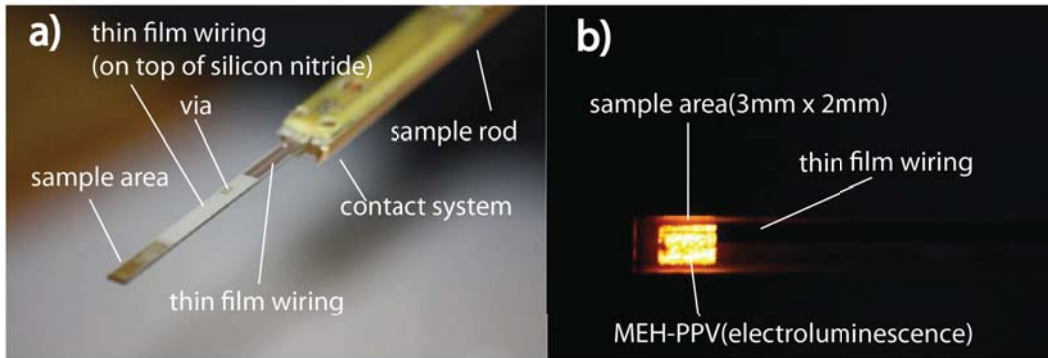 a)
thin film wiring
(on top of silicon nitride)
via
sample area
sample rod
contact system
thin film wiring
b)
sample area(3mm x 2mm)
thin film wiring
MEH-PPV(electroluminescence)